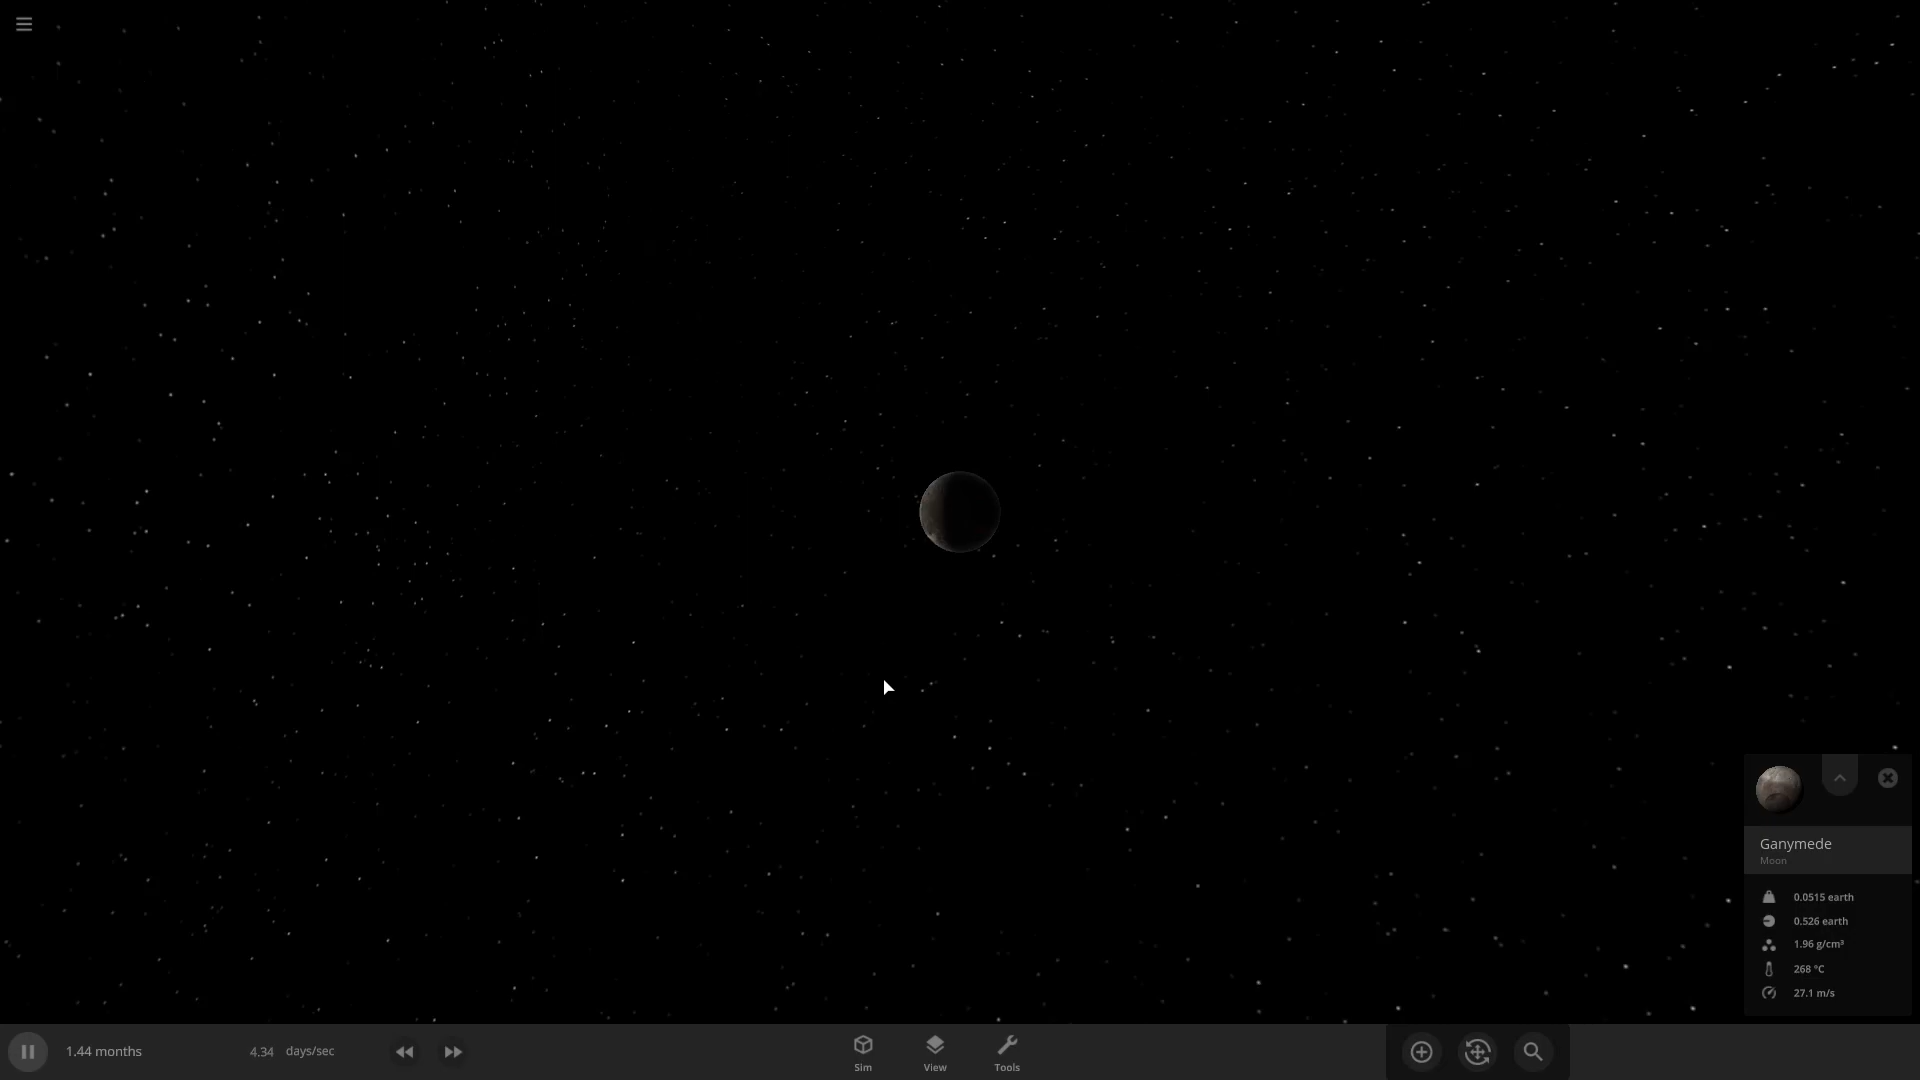 Ganymede
Moon
0.0515 earth
0.526 earth
1.96 g/cm³
268 °C
27.1 m/s
1.44 months
4.34 days/sec
Sim View Tools